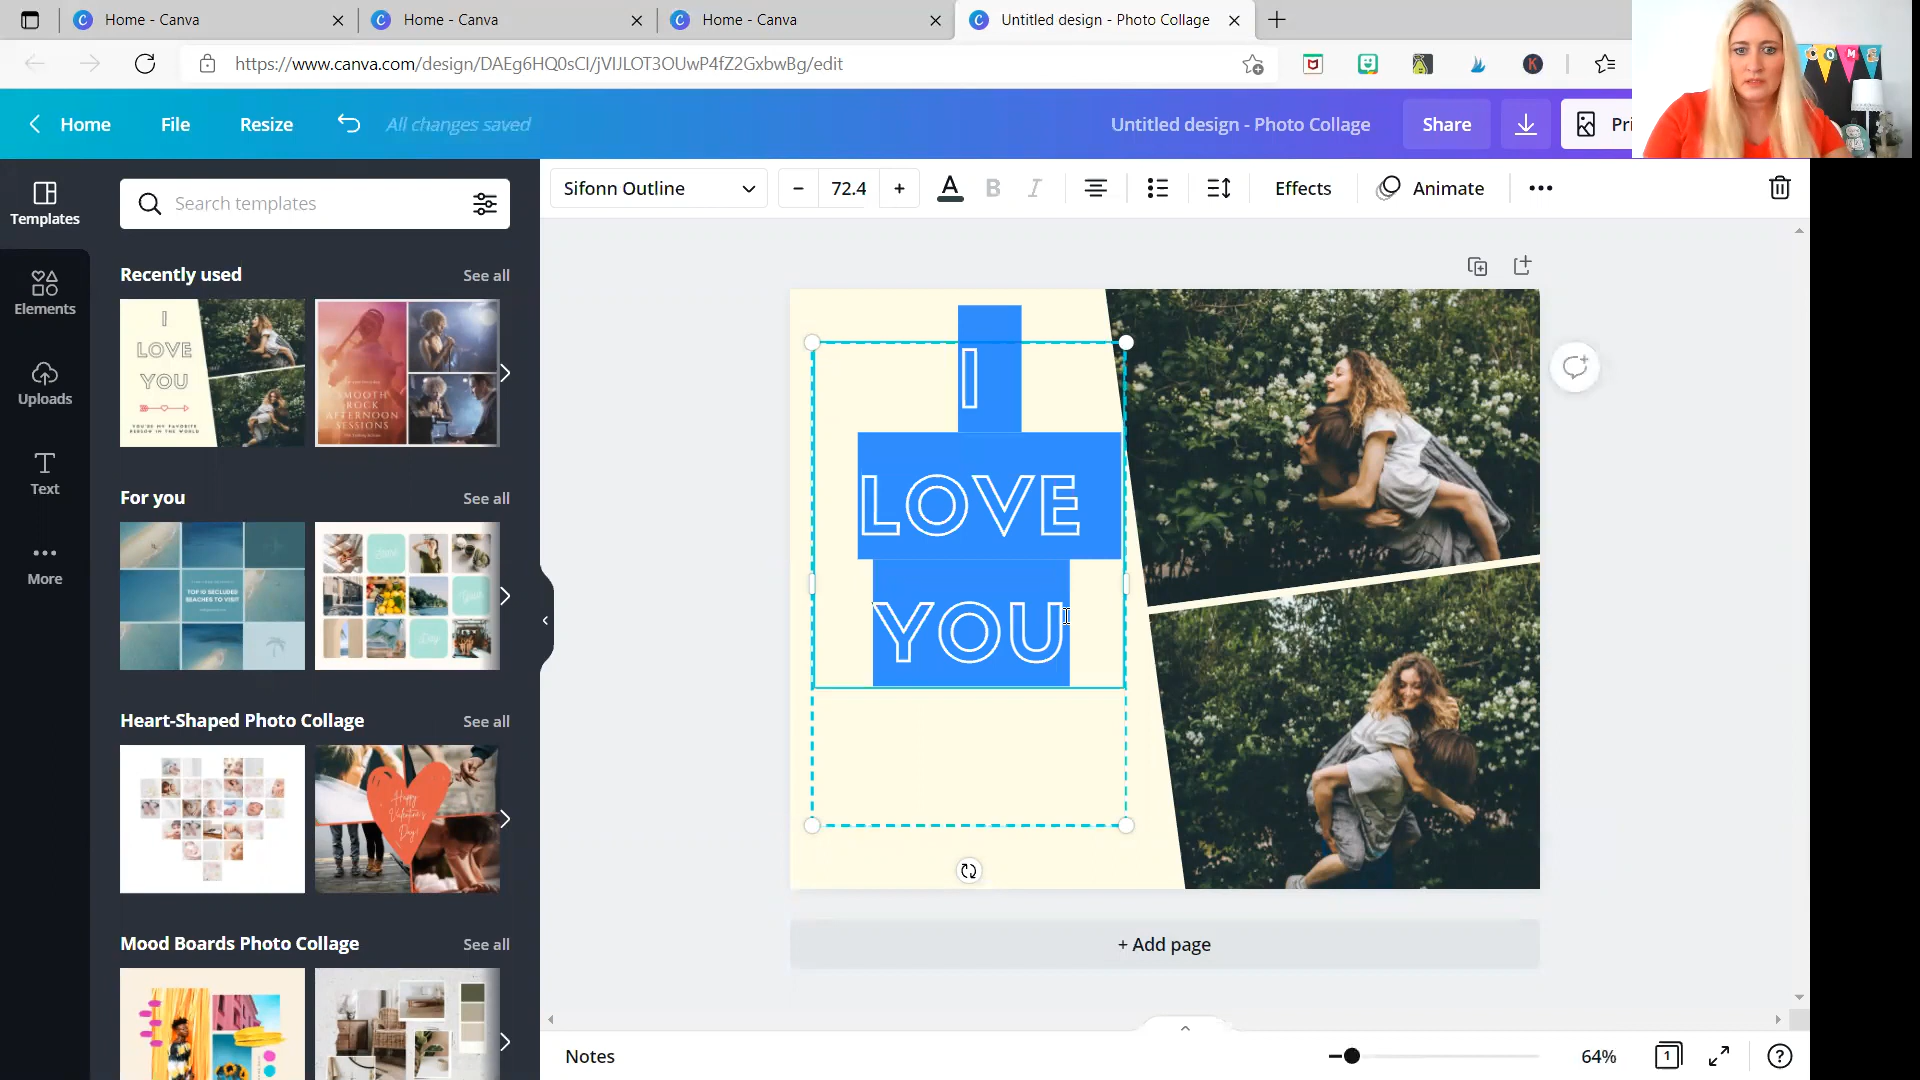 Home - Canva
Home - Canva
Home - Canva
Untitled design - Photo Collage
https://www.canva.com/design/DAEg6HQ0sCI/jVIJLOT3OUwP4fZ2GxbwBg/edit
Home
File
Resize
All changes saved
Untitled design - Photo Collage
Share
Pri
Templates
Elements
Uploads
Text
More
Search templates
Sifonn Outline
72.4
A
B
I
Effects
Animate
Recently used
See all
I
LOVE
YOU
YOU'RE MY FAVORITE
PERSON IN THE WORLD
SMOOTH
ROCK
AFTERNOON
SESSIONS
For you
See all
TOP 10 SECLUDED
BEACHES TO VISIT
Heart-Shaped Photo Collage
See all
Happy
Valentine's
Day!
Mood Boards Photo Collage
See all
I
LOVE
YOU
+ Add page
Notes
64%
1